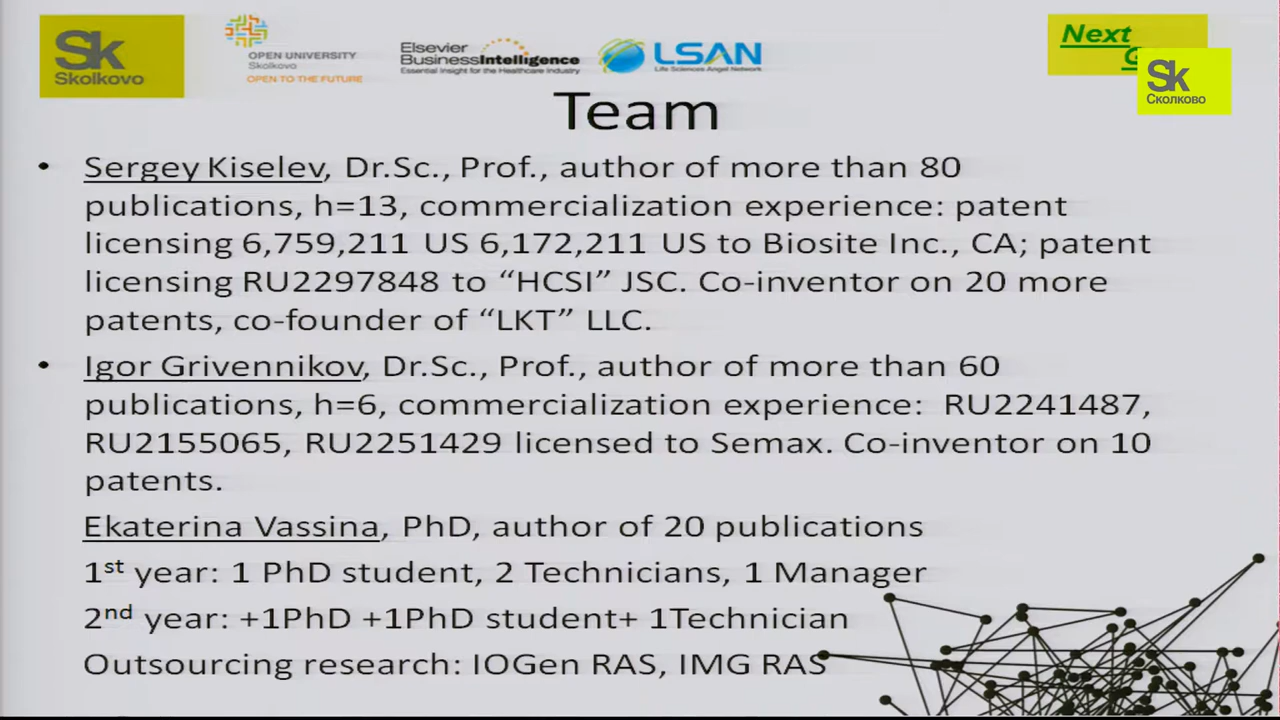 Sk
Skolkovo
OPEN UNIVERSITY
Skolkovo
OPEN TO THE FUTURE
Elsevier
BusinessIntelligence
Essential Insight for the Healthcare Industry
LSAN
Life Sciences Angel Network
Next
G
Sk
Сколково
Team
• Sergey Kiselev, Dr.Sc., Prof., author of more than 80
publications, h=13, commercialization experience: patent
licensing 6,759,211 US 6,172,211 US to Biosite Inc., CA; patent
licensing RU2297848 to “HCSI” JSC. Co-inventor on 20 more
patents, co-founder of “LKT” LLC.
• Igor Grivennikov, Dr.Sc., Prof., author of more than 60
publications, h=6, commercialization experience: RU2241487,
RU2155065, RU2251429 licensed to Semax. Co-inventor on 10
patents.
Ekaterina Vassina, PhD, author of 20 publications
1st year: 1 PhD student, 2 Technicians, 1 Manager
2nd year: +1PhD +1PhD student+ 1Technician
Outsourcing research: IOGen RAS, IMG RAS